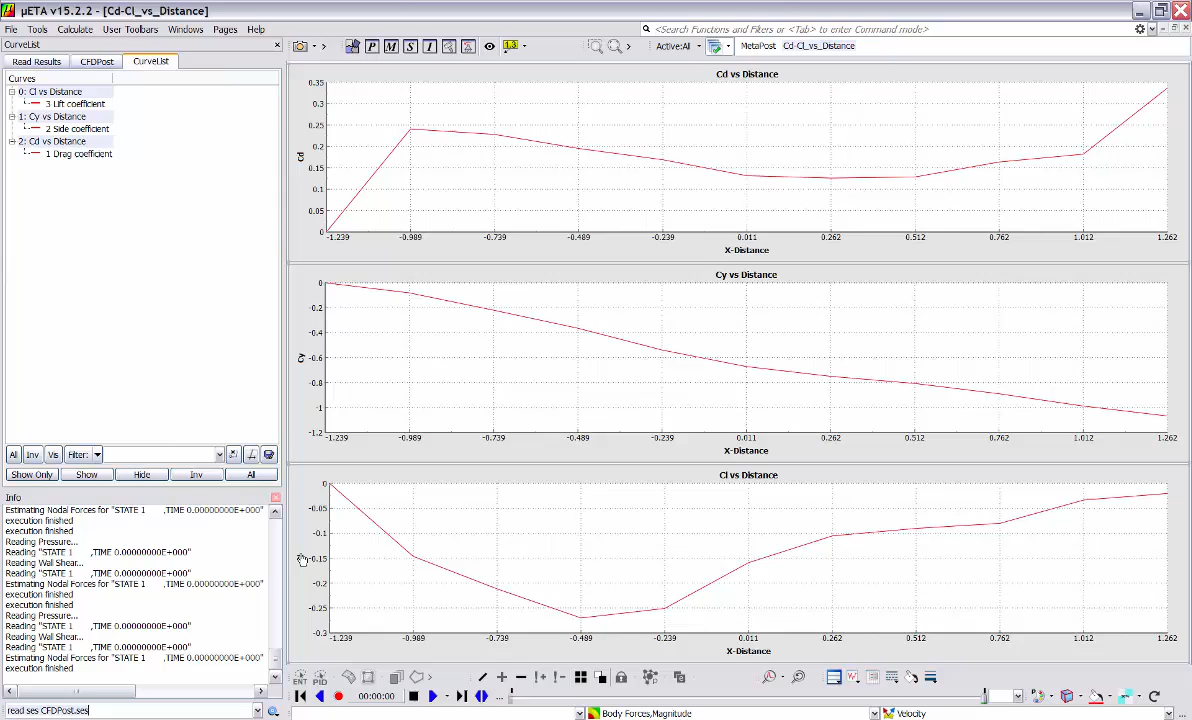 µETA v15.2.2 - [Cd-Cl_vs_Distance]
File Tools Calculate User Toolbars Windows Pages Help
<Search Functions and Filters or <Tab> to enter Command mode>
CurveList
Active:All
MetaPost Cd-Cl_vs_Distance
Read Results CFDPost CurveList
Curves
0: Cl vs Distance
3 Lift coefficient
1: Cy vs Distance
2 Side coefficient
2: Cd vs Distance
1 Drag coefficient
All Inv Vis Filter:
Show Only Show Hide Inv All
Info
Estimating Nodal Forces for "STATE 1 ,TIME 0.00000000E+000"
execution finished
execution finished
Reading Pressure...
Reading "STATE 1 ,TIME 0.00000000E+000"
Reading Wall Shear...
Reading "STATE 1 ,TIME 0.00000000E+000"
Estimating Nodal Forces for "STATE 1 ,TIME 0.00000000E+000"
execution finished
execution finished
Reading Pressure...
Reading "STATE 1 ,TIME 0.00000000E+000"
Reading Wall Shear...
Reading "STATE 1 ,TIME 0.00000000E+000"
Estimating Nodal Forces for "STATE 1 ,TIME 0.00000000E+000"
execution finished
read ses CFDPost.ses
Cd vs Distance
0.35
0.3
0.25
0.2
0.15
0.1
0.05
0
Cd
-1.239 -0.989 -0.739 -0.489 -0.239 0.011 0.262 0.512 0.762 1.012 1.262
X-Distance
Cy vs Distance
0
-0.2
-0.4
-0.6
-0.8
-1
-1.2
Cy
-1.239 -0.989 -0.739 -0.489 -0.239 0.011 0.262 0.512 0.762 1.012 1.262
X-Distance
Cl vs Distance
0
-0.05
-0.1
-0.15
-0.2
-0.25
-0.3
-1.239 -0.989 -0.739 -0.489 -0.239 0.011 0.262 0.512 0.762 1.012 1.262
X-Distance
ENT PID
00:00:00
...
Body Forces,Magnitude
Velocity